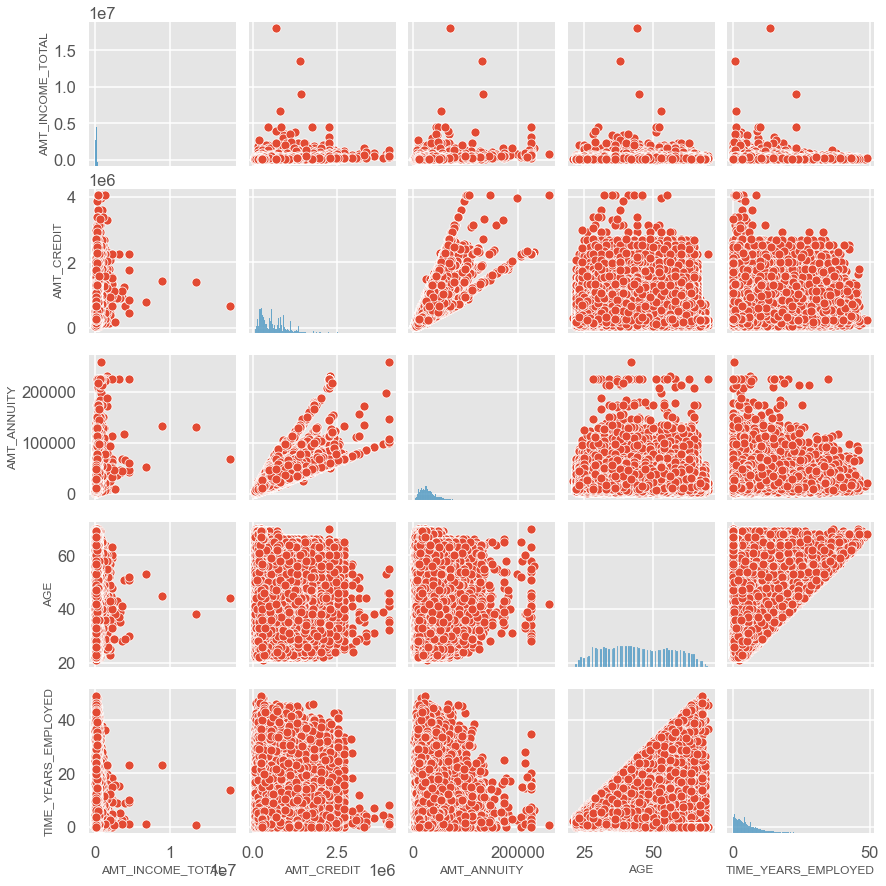 1e7
AMT_INCOME_TOTAL
1.5
1.0
0.5
0.0
1e6
AMT_CREDIT
4
2
0
AMT_ANNUITY
200000
100000
0
AGE
60
40
20
TIME_YEARS_EMPLOYED
40
20
0
0 1 0.0 2.5 0 200000 25 50 0 25 50
AMT_INCOME_TOTAL 1e7 AMT_CREDIT 1e6 AMT_ANNUITY AGE TIME_YEARS_EMPLOYED